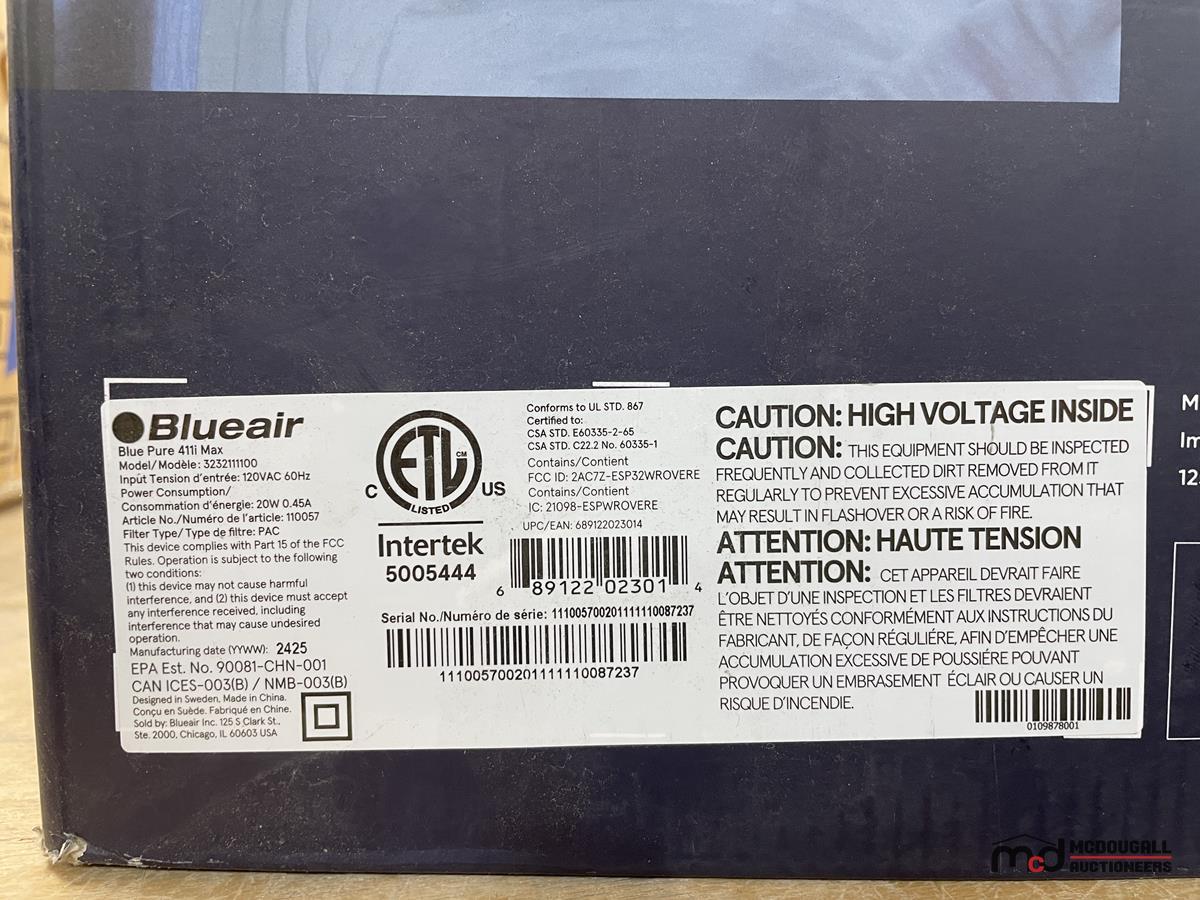 Blueair
Blue Pure 411i Max
Model/Modèle: 3232111100
Input Tension d'entrée: 120VAC 60Hz
Power Consumption/
Consommation d'énergie: 20W 0.45A
Article No./Numéro de l'article: 110057
Filter Type/Type de filtre: PAC
This device complies with Part 15 of the FCC
Rules. Operation is subject to the following
two conditions:
(1) this device may not cause harmful
interference, and (2) this device must accept
any interference received, including
interference that may cause undesired
operation.
Manufacturing date (YYWW): 2425
EPA Est. No. 90081-CHN-001
CAN ICES-003(B) / NMB-003(B)
Designed in Sweden, Made in China.
Conçu en Suède. Fabriqué en Chine.
Sold by: Blueair Inc. 125 S Clark St.,
Ste. 2000, Chicago, IL 60603 USA
C ETL CM US
LISTED
Intertek
5005444
Conforms to UL STD. 867
Certified to:
CSA STD. E60335-2-65
CSA STD. C22.2 No. 60335-1
Contains/Contient
FCC ID: 2AC7Z-ESP32WROVERE
Contains/Contient
IC: 21098-ESPWROVERE
UPC/EAN: 689122023014
6 89122 02301 4
Serial No./Numéro de série: 111005700201111110087237
111005700201111110087237
CAUTION: HIGH VOLTAGE INSIDE
CAUTION: THIS EQUIPMENT SHOULD BE INSPECTED
FREQUENTLY AND COLLECTED DIRT REMOVED FROM IT
REGULARLY TO PREVENT EXCESSIVE ACCUMULATION THAT
MAY RESULT IN FLASHOVER OR A RISK OF FIRE.
ATTENTION: HAUTE TENSION
ATTENTION: CET APPAREIL DEVRAIT FAIRE
L'OBJET D'UNE INSPECTION ET LES FILTRES DEVRAIENT
ÊTRE NETTOYÉS CONFORMÉMENT AUX INSTRUCTIONS DU
FABRICANT, DE FAÇON RÉGULIÉRE, AFIN D'EMPÊCHER UNE
ACCUMULATION EXCESSIVE DE POUSSIÉRE POUVANT
PROVOQUER UN EMBRASEMENT ÉCLAIR OU CAUSER UN
RISQUE D'INCENDIE.
0109878001
M
Im
12
mcd MCDOUGALL
AUCTIONEERS